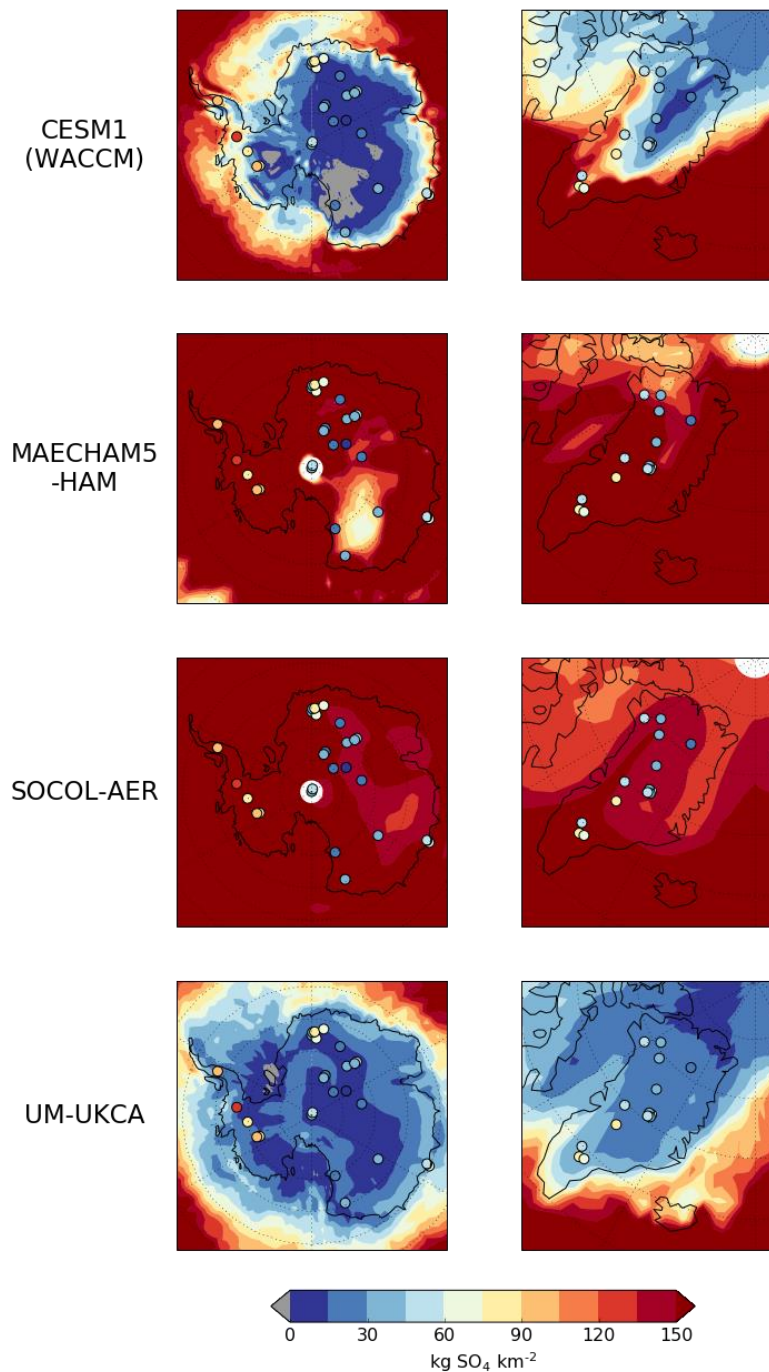 CESM1
(WACCM)
MAECHAM5
-HAM
SOCOL-AER
UM-UKCA
0 30 60 90 120 150
kg SO₄ km⁻²